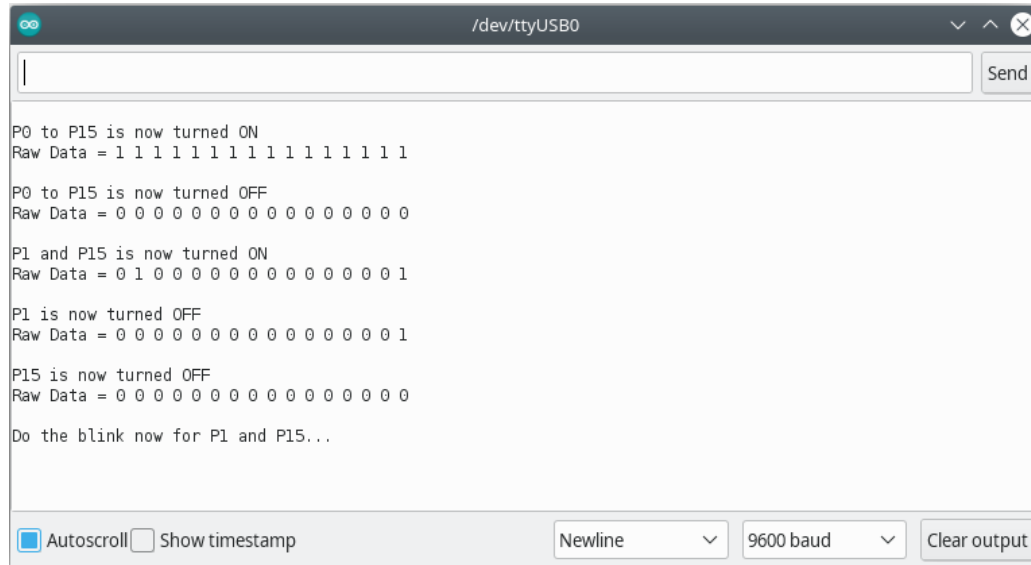 /dev/ttyUSB0
Send
P0 to P15 is now turned ON
Raw Data = 1 1 1 1 1 1 1 1 1 1 1 1 1 1 1 1
P0 to P15 is now turned OFF
Raw Data = 0 0 0 0 0 0 0 0 0 0 0 0 0 0 0 0
P1 and P15 is now turned ON
Raw Data = 0 1 0 0 0 0 0 0 0 0 0 0 0 0 0 1
P1 is now turned OFF
Raw Data = 0 0 0 0 0 0 0 0 0 0 0 0 0 0 0 1
P15 is now turned OFF
Raw Data = 0 0 0 0 0 0 0 0 0 0 0 0 0 0 0 0
Do the blink now for P1 and P15...
Autoscroll Show timestamp Newline 9600 baud Clear output